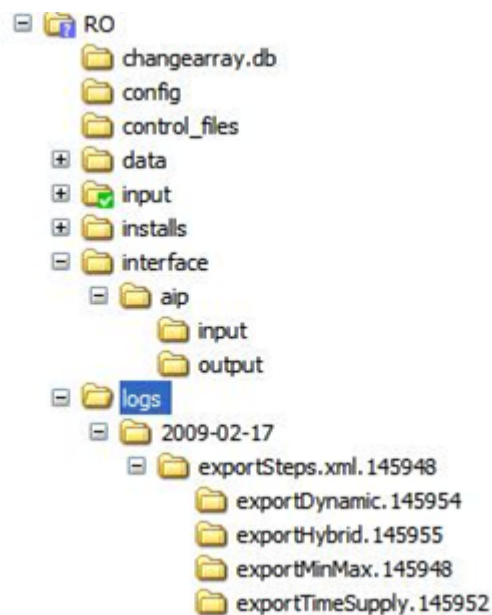 RO
changearray.db
config
control_files
data
input
installs
interface
aip
input
output
logs
2009-02-17
exportSteps.xml.145948
exportDynamic.145954
exportHybrid.145955
exportMinMax.145948
exportTimeSupply.145952